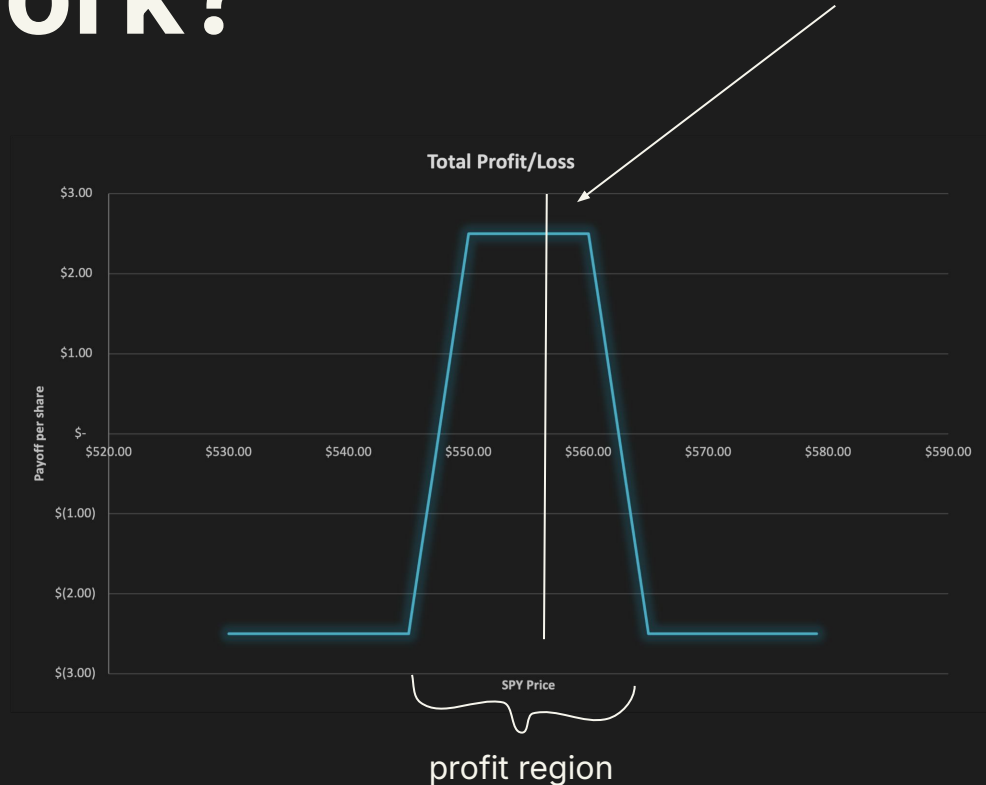 ork?
Total Profit/Loss
$3.00
$2.00
$1.00
$-
$(1.00)
$(2.00)
$(3.00)
Payoff per share
$520.00 $530.00 $540.00 $550.00 $560.00 $570.00 $580.00 $590.00
SPY Price
profit region